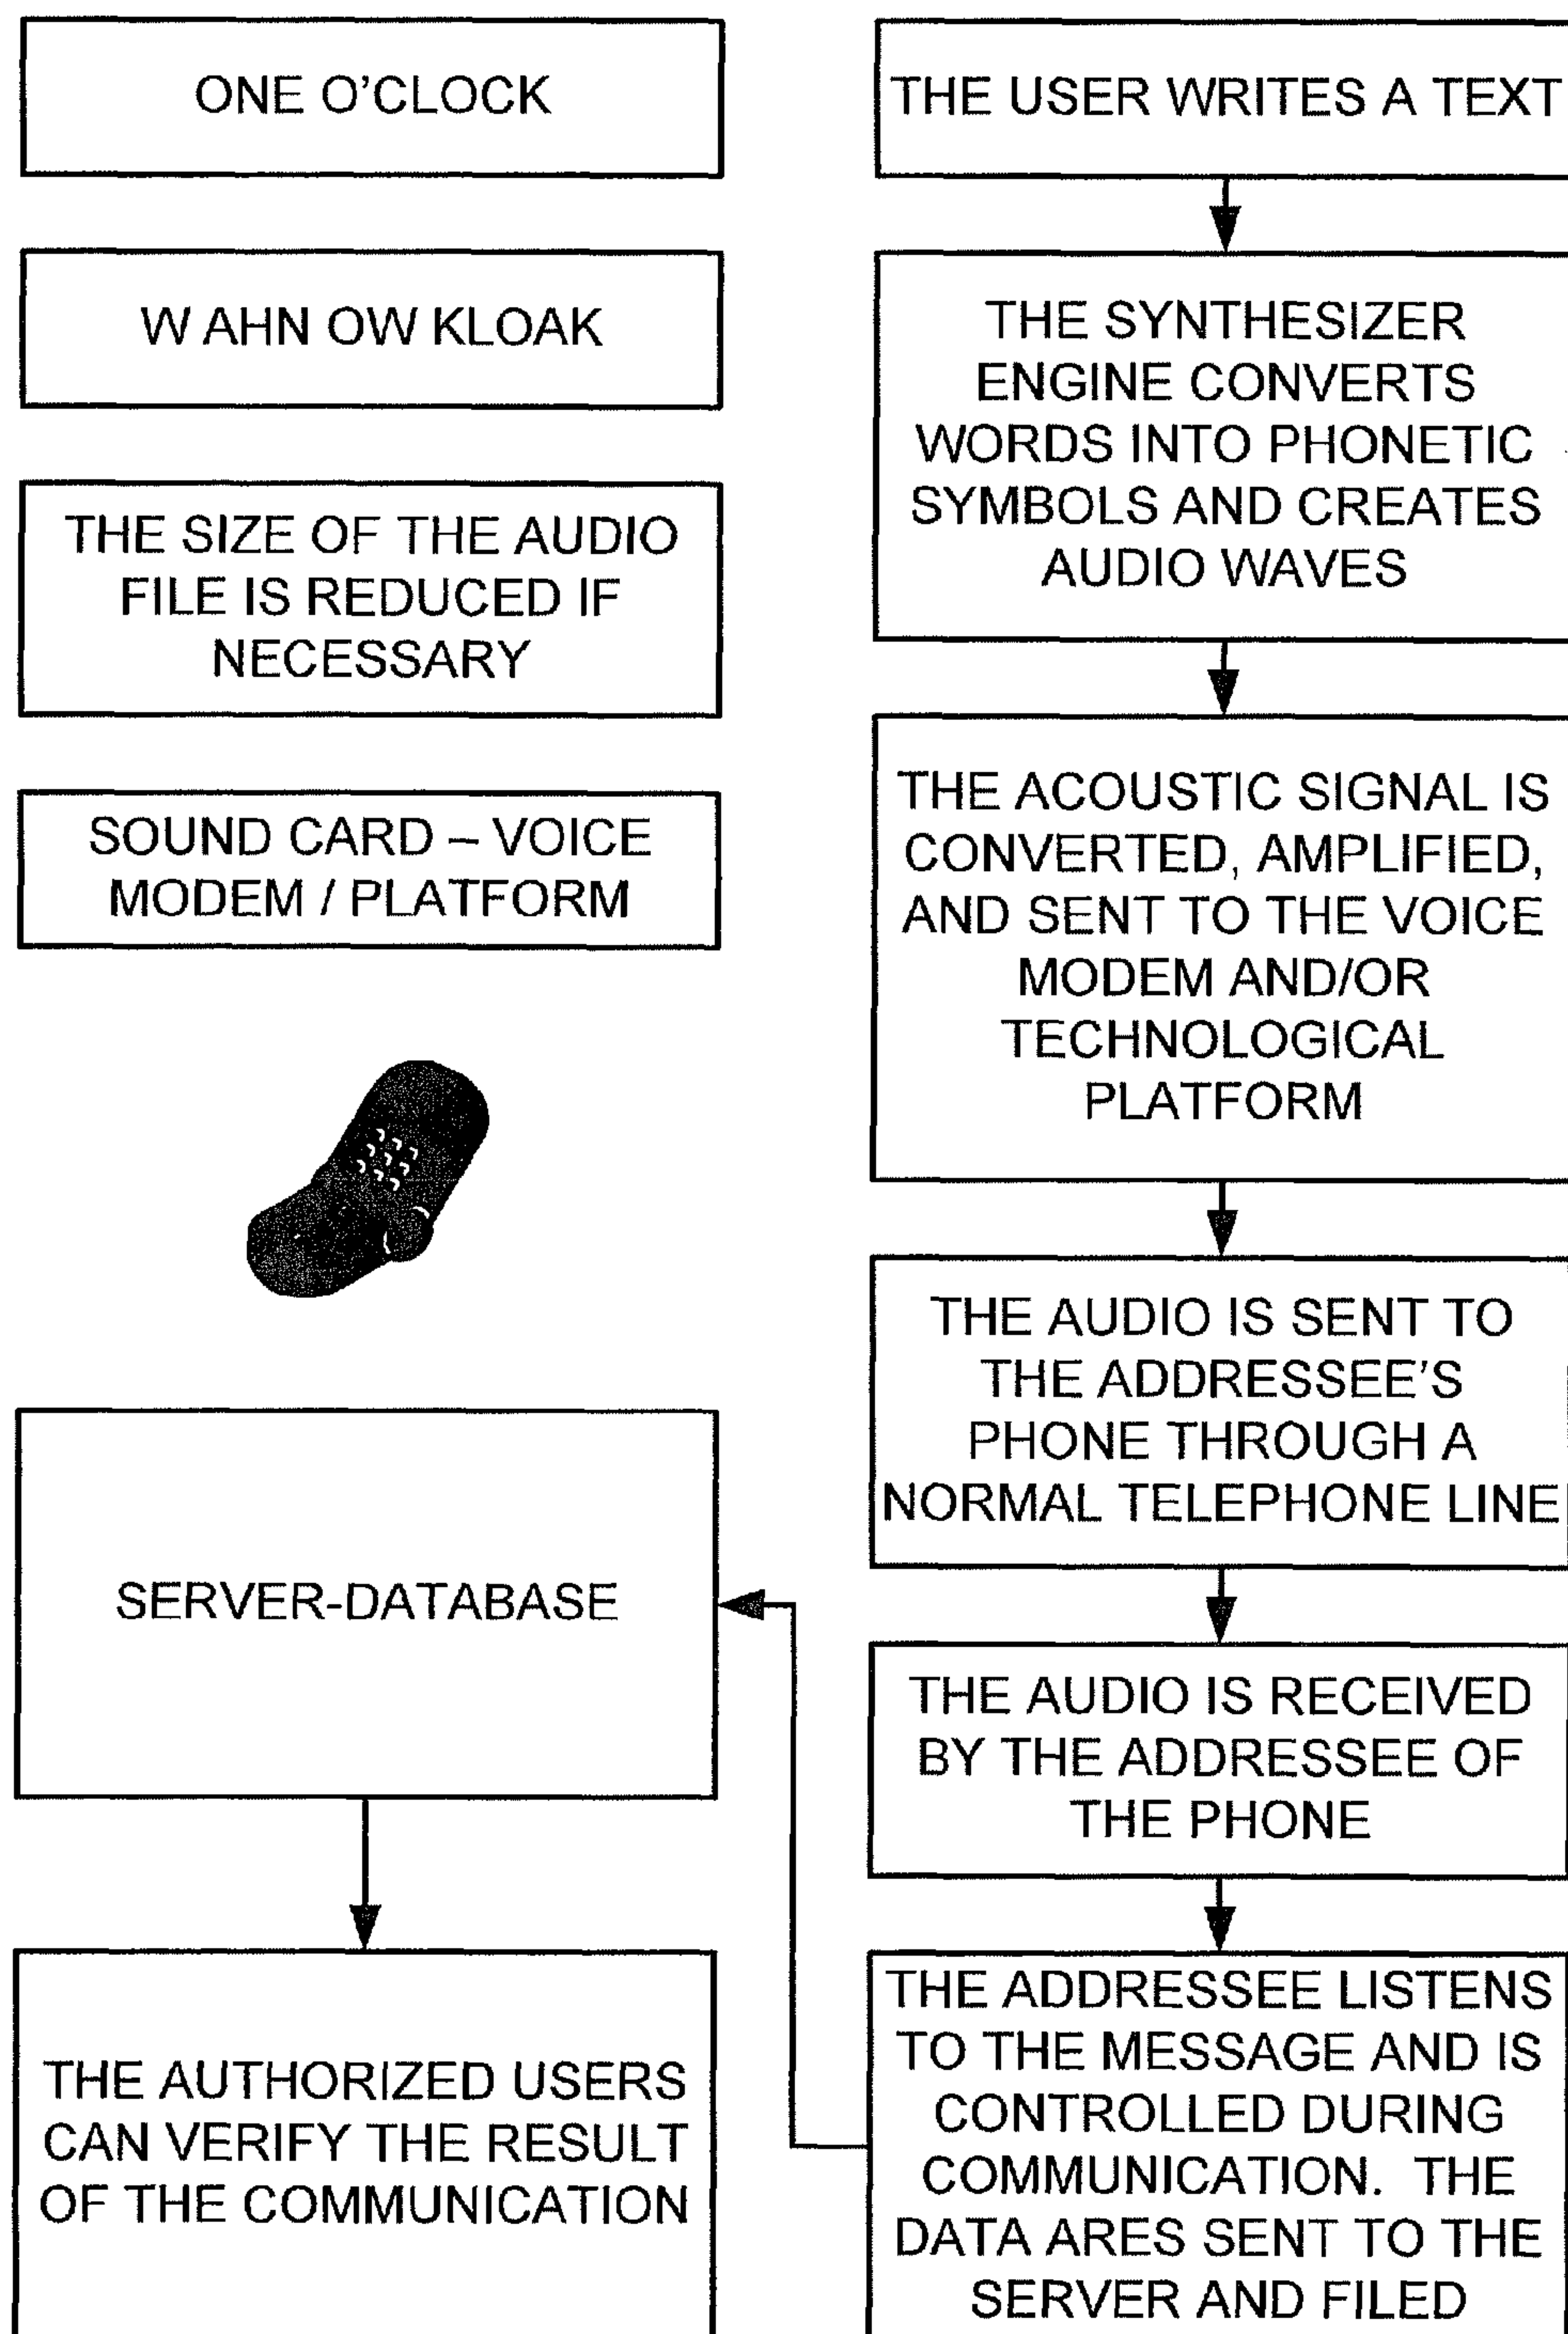 ONE O'CLOCK
W AHN OW KLOAK
THE SIZE OF THE AUDIO
FILE IS REDUCED IF
NECESSARY
SOUND CARD – VOICE
MODEM / PLATFORM
SERVER-DATABASE
THE AUTHORIZED USERS
CAN VERIFY THE RESULT
OF THE COMMUNICATION
THE USER WRITES A TEXT
THE SYNTHESIZER
ENGINE CONVERTS
WORDS INTO PHONETIC
SYMBOLS AND CREATES
AUDIO WAVES
THE ACOUSTIC SIGNAL IS
CONVERTED, AMPLIFIED,
AND SENT TO THE VOICE
MODEM AND/OR
TECHNOLOGICAL
PLATFORM
THE AUDIO IS SENT TO
THE ADDRESSEE'S
PHONE THROUGH A
NORMAL TELEPHONE LINE
THE AUDIO IS RECEIVED
BY THE ADDRESSEE OF
THE PHONE
THE ADDRESSEE LISTENS
TO THE MESSAGE AND IS
CONTROLLED DURING
COMMUNICATION. THE
DATA ARES SENT TO THE
SERVER AND FILED